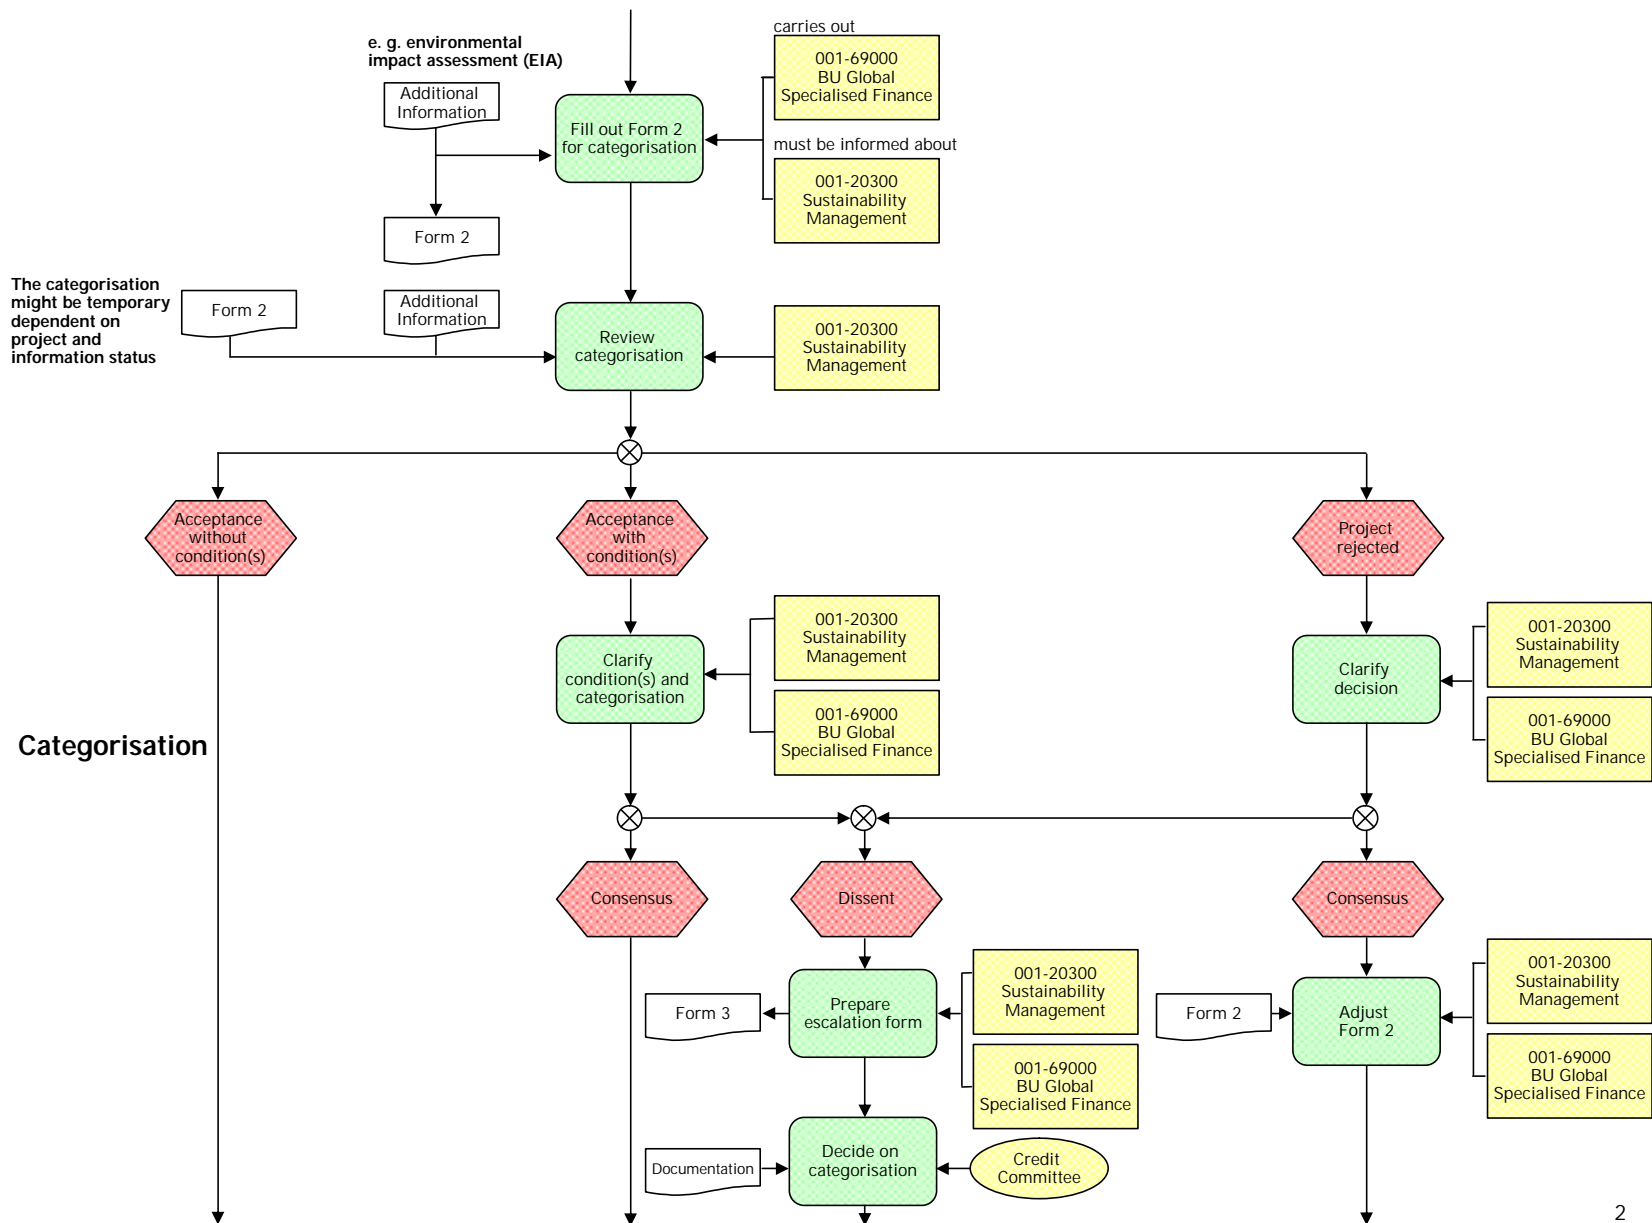 carries out
e. g. environmental
impact assessment (EIA)
001-69000
BU Global
Specialised Finance
Additional
Information
Fill out Form 2
for categorisation
must be informed about
001-20300
Sustainability
Management
Form 2
The categorisation
might be temporary
dependent on
project and
information status
Form 2
Additional
Information
Review
categorisation
001-20300
Sustainability
Management
Acceptance
without
condition(s)
Acceptance
with
condition(s)
Project
rejected
Clarify
condition(s) and
categorisation
001-20300
Sustainability
Management
001-69000
BU Global
Specialised Finance
Clarify
decision
001-20300
Sustainability
Management
001-69000
BU Global
Specialised Finance
Categorisation
Consensus
Dissent
Consensus
Form 3
Prepare
escalation form
001-20300
Sustainability
Management
001-69000
BU Global
Specialised Finance
Form 2
Adjust
Form 2
001-20300
Sustainability
Management
001-69000
BU Global
Specialised Finance
Documentation
Decide on
categorisation
Credit
Committee
2